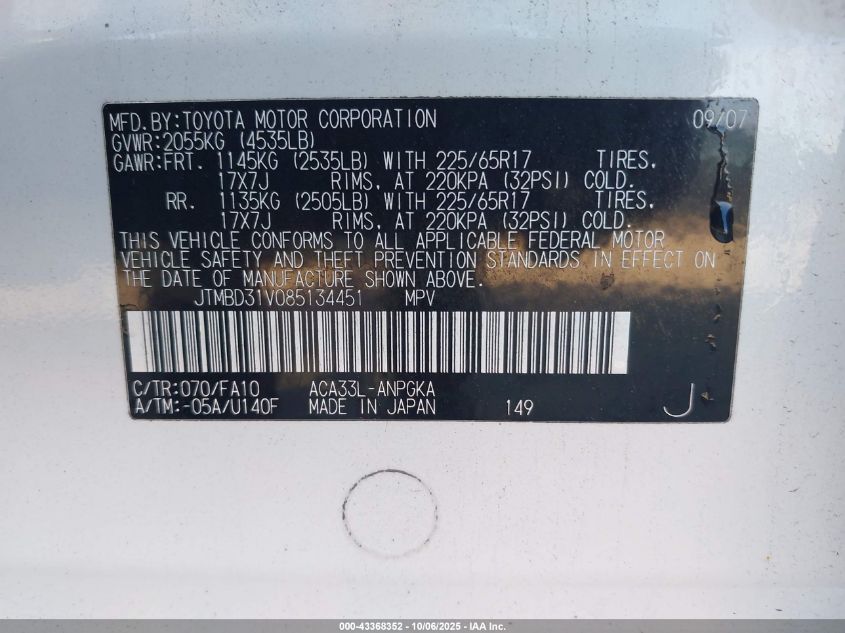 MFD.BY:TOYOTA MOTOR CORPORATION 09/07
GVWR:2055KG (4535LB)
GAWR:FRT. 1145KG (2535LB) WITH 225/65R17 TIRES,
17X7J RIMS, AT 220KPA (32PSI) COLD.
RR. 1135KG (2505LB) WITH 225/65R17 TIRES,
17X7J RIMS, AT 220KPA (32PSI) COLD.
THIS VEHICLE CONFORMS TO ALL APPLICABLE FEDERAL MOTOR
VEHICLE SAFETY AND THEFT PREVENTION STANDARDS IN EFFECT ON
THE DATE OF MANUFACTURE SHOWN ABOVE.
JTMBD31V085134451 MPV
C/TR:070/FA10 ACA33L-ANPGKA
A/TM:-05A/U140F MADE IN JAPAN 149 J
000-43368352 - 10/06/2025 - IAA Inc.